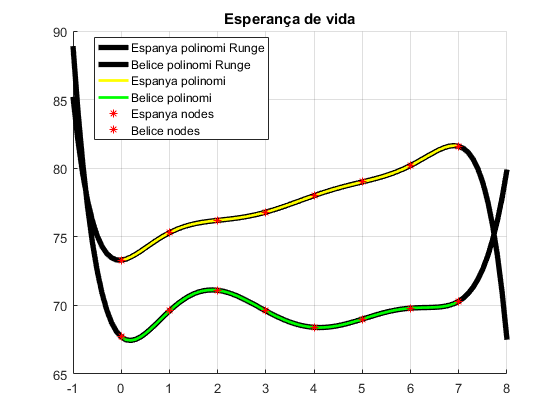 Esperança de vida
90
85
80
75
70
65
-1 0 1 2 3 4 5 6 7 8
Espanya polinomi Runge
Belice polinomi Runge
Espanya polinomi
Belice polinomi
Espanya nodes
Belice nodes